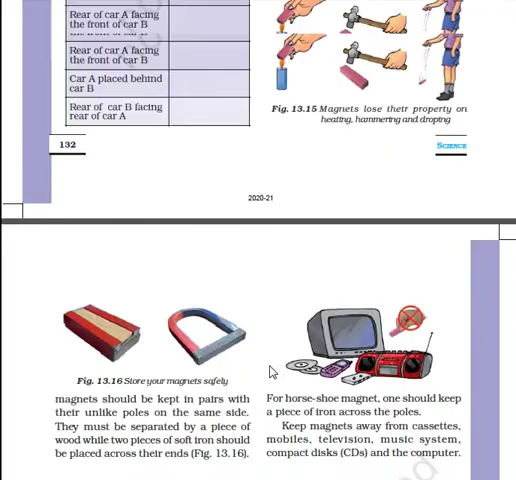 Rear of car A facing
the front of car B
the front of car B
Rear of car A facing
the front of car B
Car A placed behind
car B
Rear of car B facing
rear of car A
Fig. 13.15 Magnets lose their property on
heating, hammering and droping
132
SCIENCE
2020-21
Fig. 13.16 Store your magnets safely
magnets should be kept in pairs with
their unlike poles on the same side.
They must be separated by a piece of
wood while two pieces of soft iron should
be placed across their ends (Fig. 13.16).
For horse-shoe magnet, one should keep
a piece of iron across the poles.
Keep magnets away from cassettes,
mobiles, television, music system,
compact disks (CDs) and the computer.